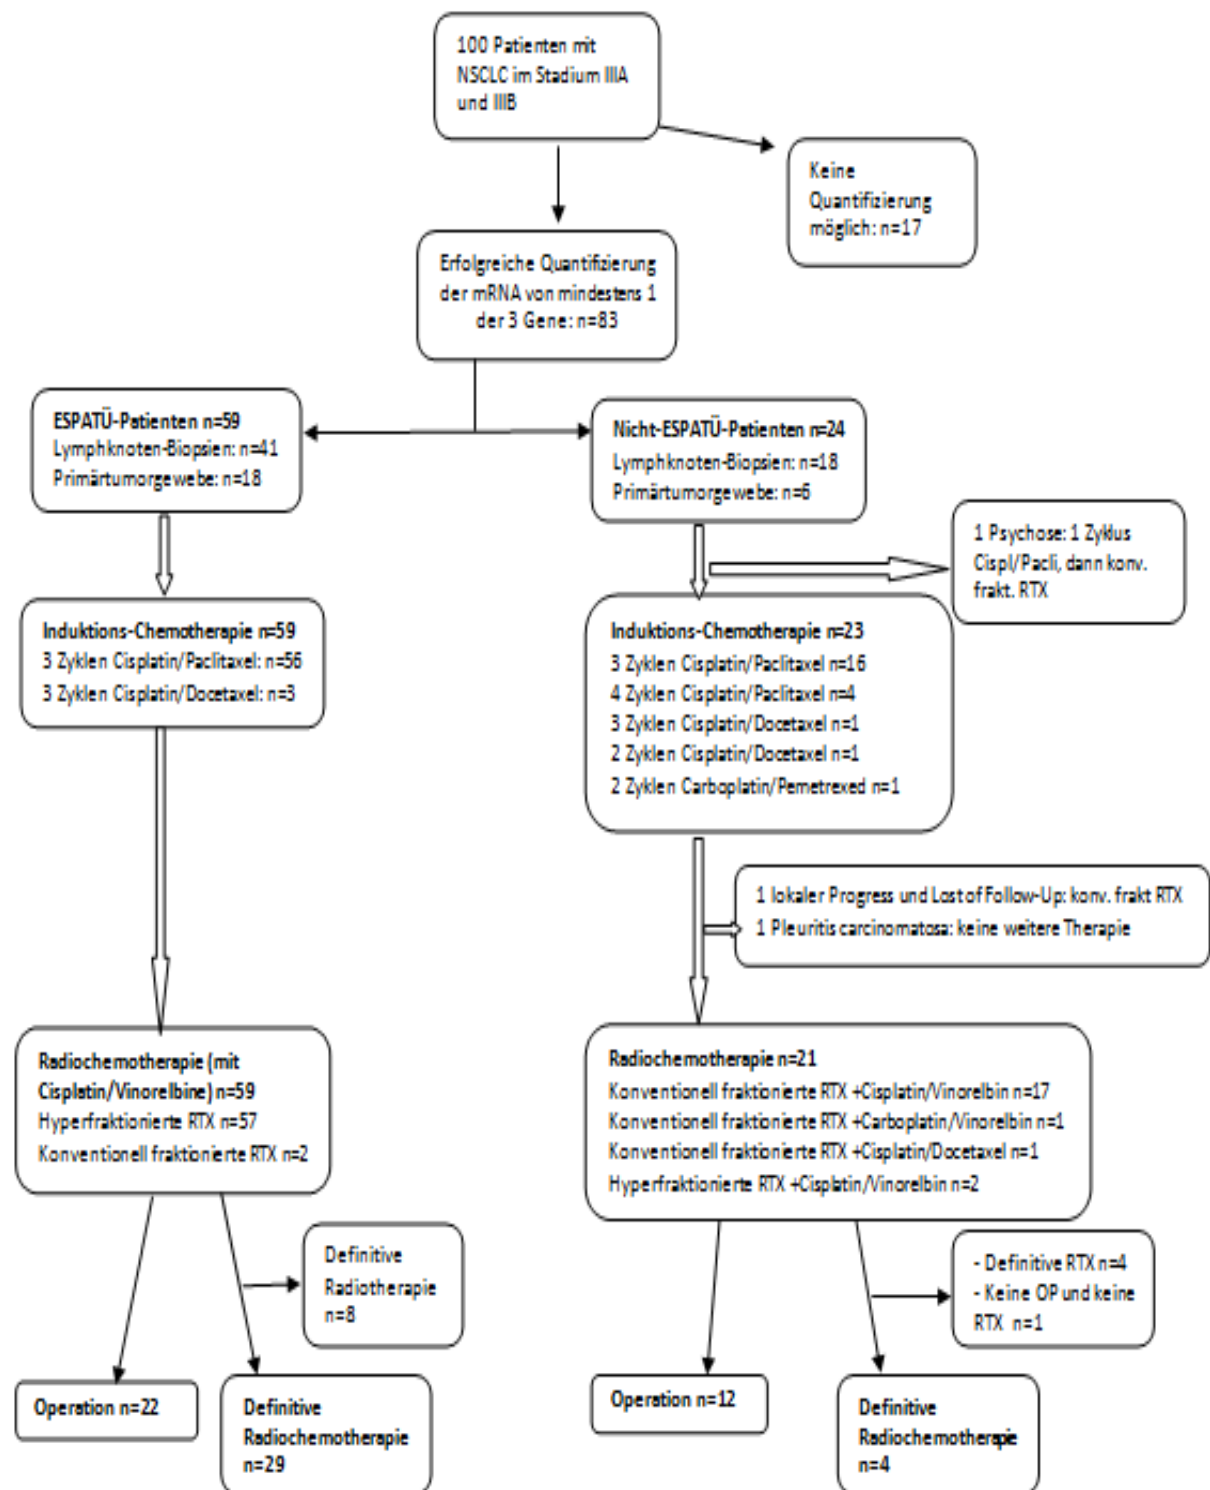 100 Patienten mit
NSCLC im Stadium IIIA
und IIIB
Keine
Quantifizierung
möglich: n=17
Erfolgreiche Quantifizierung
der mRNA von mindestens 1
der 3 Gene: n=83
ESPATÜ-Patienten n=59
Lymphknoten-Biopsien: n=41
Primärtumorgewebe: n=18
Nicht-ESPATÜ-Patienten n=24
Lymphknoten-Biopsien: n=18
Primärtumorgewebe: n=6
1 Psychose: 1 Zyklus
Cispl/Pacli, dann konv.
frakt. RTX
Induktions-Chemotherapie n=59
3 Zyklen Cisplatin/Paclitaxel: n=56
3 Zyklen Cisplatin/Docetaxel: n=3
Induktions-Chemotherapie n=23
3 Zyklen Cisplatin/Paclitaxel n=16
4 Zyklen Cisplatin/Paclitaxel n=4
3 Zyklen Cisplatin/Docetaxel n=1
2 Zyklen Cisplatin/Docetaxel n=1
2 Zyklen Carboplatin/Pemetrexed n=1
1 lokaler Progress und Lost of Follow-Up: konv. frakt RTX
1 Pleuritis carcinomatosa: keine weitere Therapie
Radiochemotherapie (mit
Cisplatin/Vinorelbine) n=59
Hyperfraktionierte RTX n=57
Konventionell fraktionierte RTX n=2
Radiochemotherapie n=21
Konventionell fraktionierte RTX +Cisplatin/Vinorelbin n=17
Konventionell fraktionierte RTX +Carboplatin/Vinorelbin n=1
Konventionell fraktionierte RTX +Cisplatin/Docetaxel n=1
Hyperfraktionierte RTX +Cisplatin/Vinorelbin n=2
Definitive
Radiotherapie
n=8
- Definitive RTX n=4
- Keine OP und keine
RTX n=1
Operation n=22
Definitive
Radiochemotherapie
n=29
Operation n=12
Definitive
Radiochemotherapie
n=4